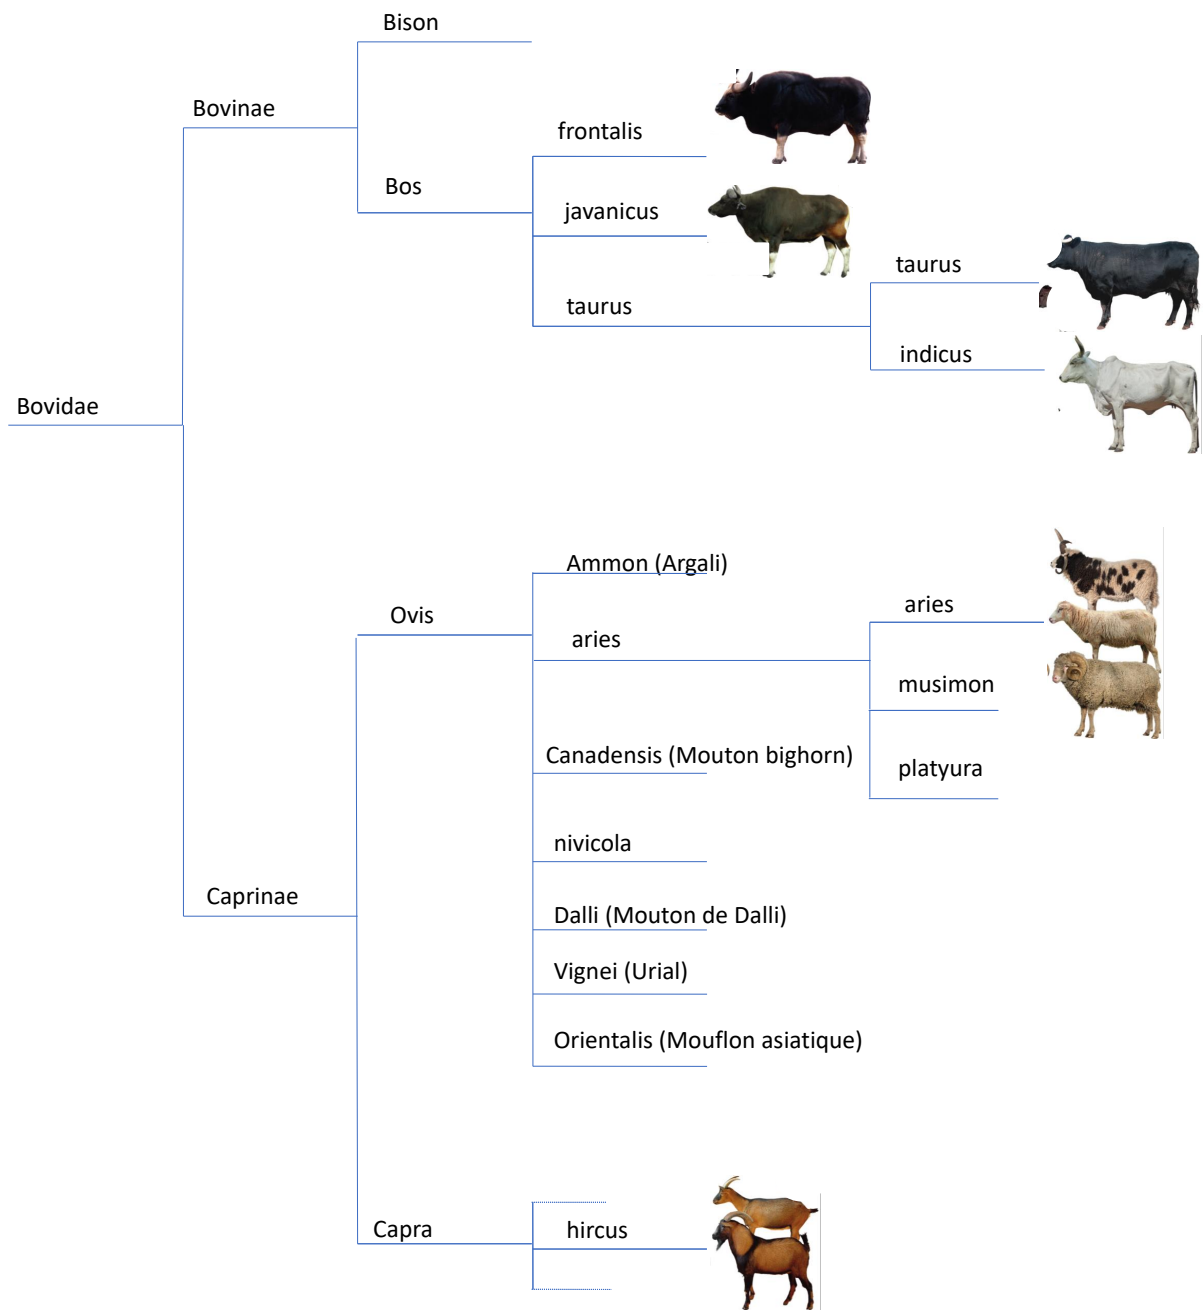 Bison
Bovinae
frontalis
Bos
javanicus
taurus
taurus
indicus
Bovidae
Ammon (Argali)
Ovis
aries
aries
musimon
Canadensis (Mouton bighorn)
platyura
nivicola
Caprinae
Dalli (Mouton de Dalli)
Vignei (Urial)
Orientalis (Mouflon asiatique)
Capra
hircus